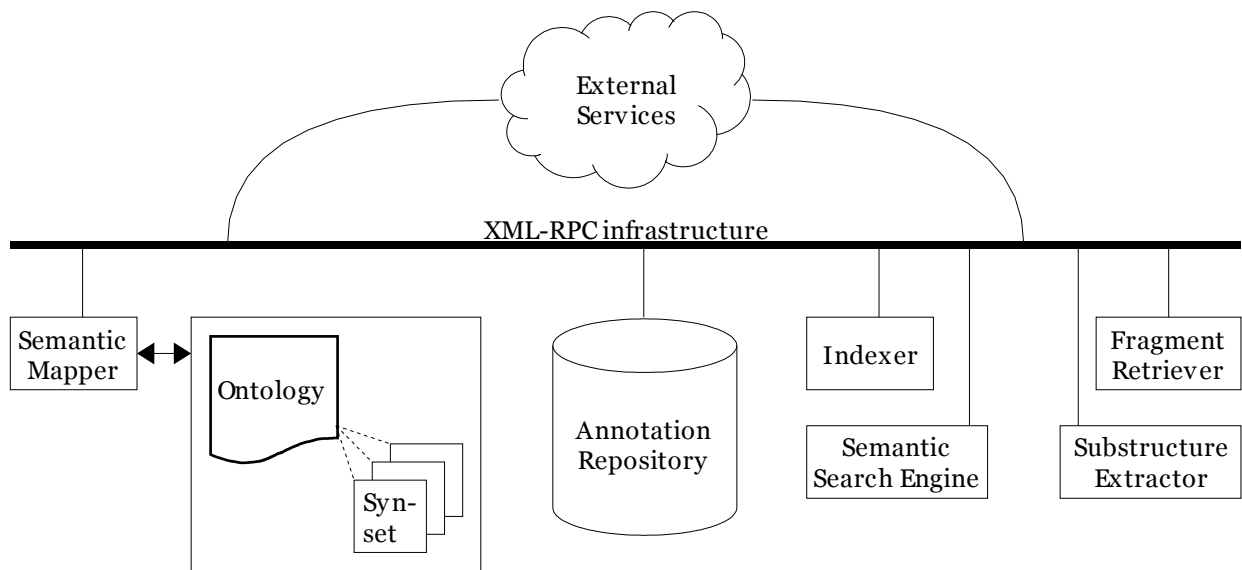 External
Services
XML-RPC infrastructure
Semantic
Mapper
Ontology
Syn-
set
Annotation
Repository
Indexer
Semantic
Search Engine
Fragment
Retriever
Substructure
Extractor